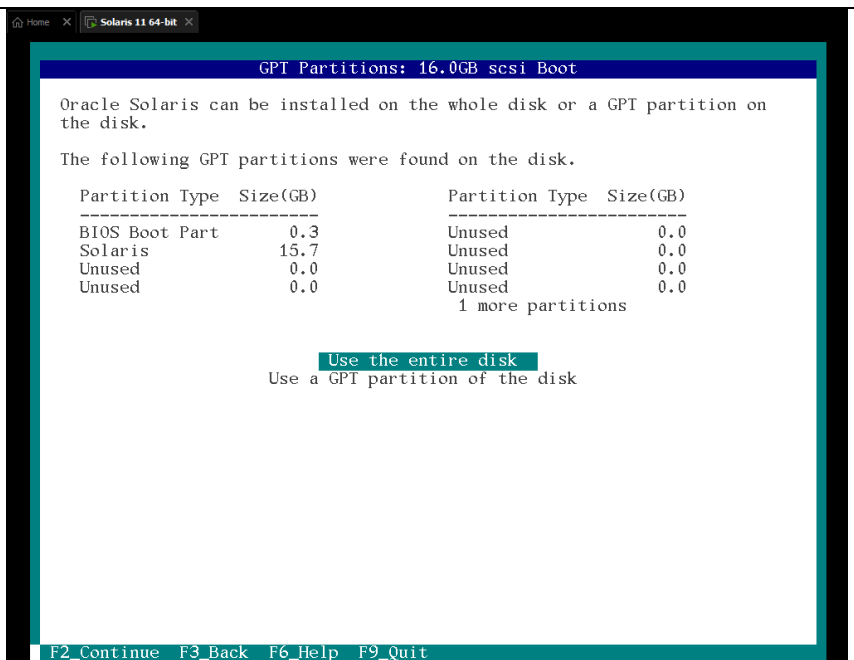 Home Solaris 11 64-bit
GPT Partitions: 16.0GB scsi Boot
Oracle Solaris can be installed on the whole disk or a GPT partition on
the disk.
The following GPT partitions were found on the disk.
Partition Type Size(GB) Partition Type Size(GB)
------------------------ ------------------------
BIOS Boot Part 0.3 Unused 0.0
Solaris 15.7 Unused 0.0
Unused 0.0 Unused 0.0
Unused 0.0 Unused 0.0
1 more partitions
Use the entire disk
Use a GPT partition of the disk
F2_Continue F3_Back F6_Help F9_Quit